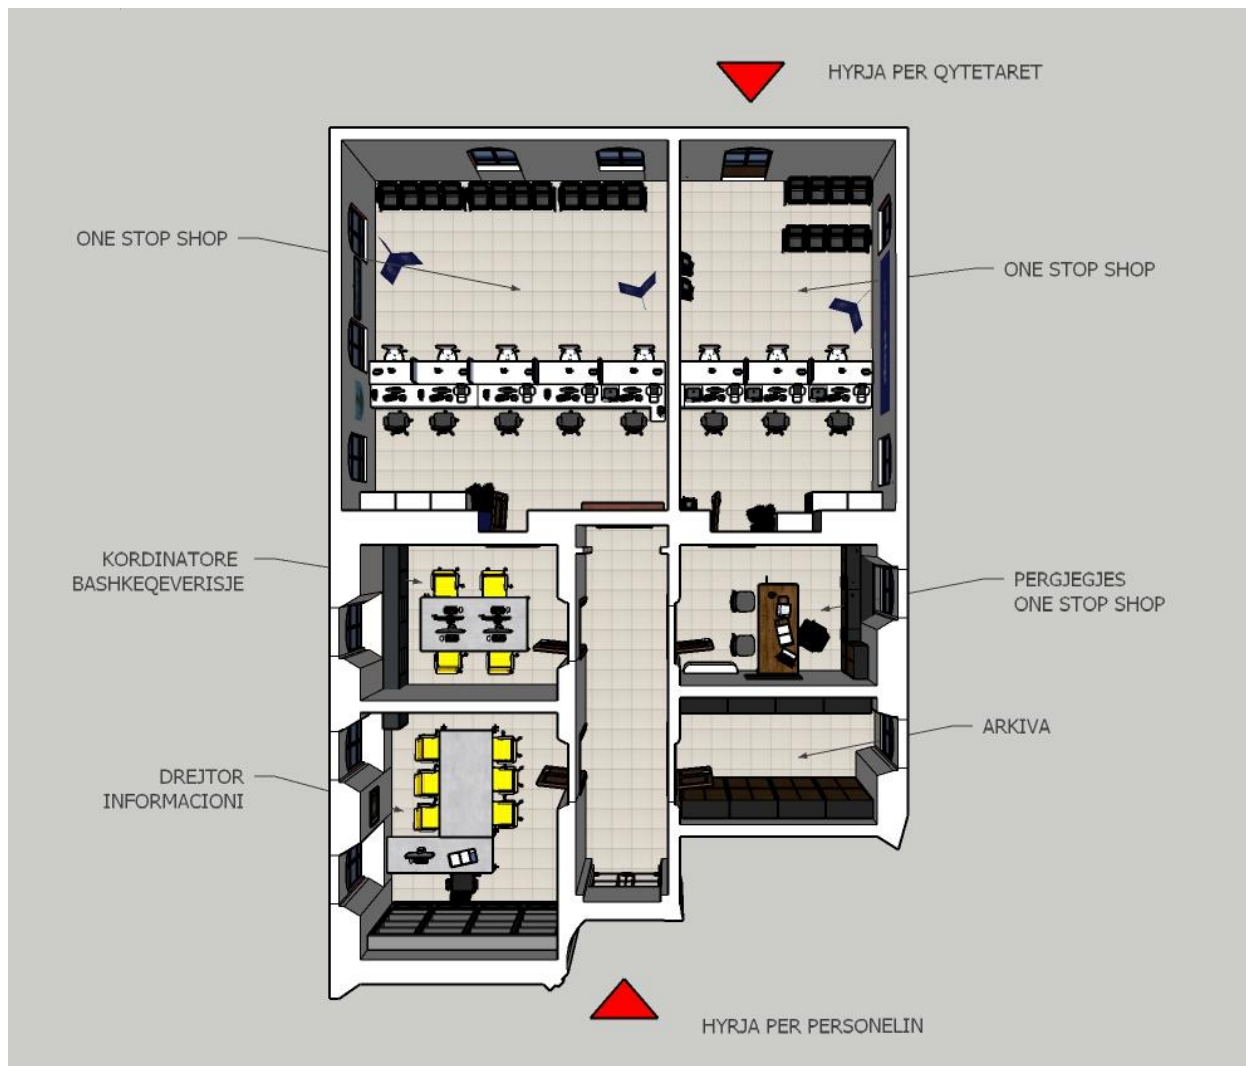 HYRJA PER QYTETARET
ONE STOP SHOP
ONE STOP SHOP
KORDINATORE
BASHKEQEVERISJE
PERGJEGJES
ONE STOP SHOP
ARKIVA
DREJTOR
INFORMACIONI
HYRJA PER PERSONELIN